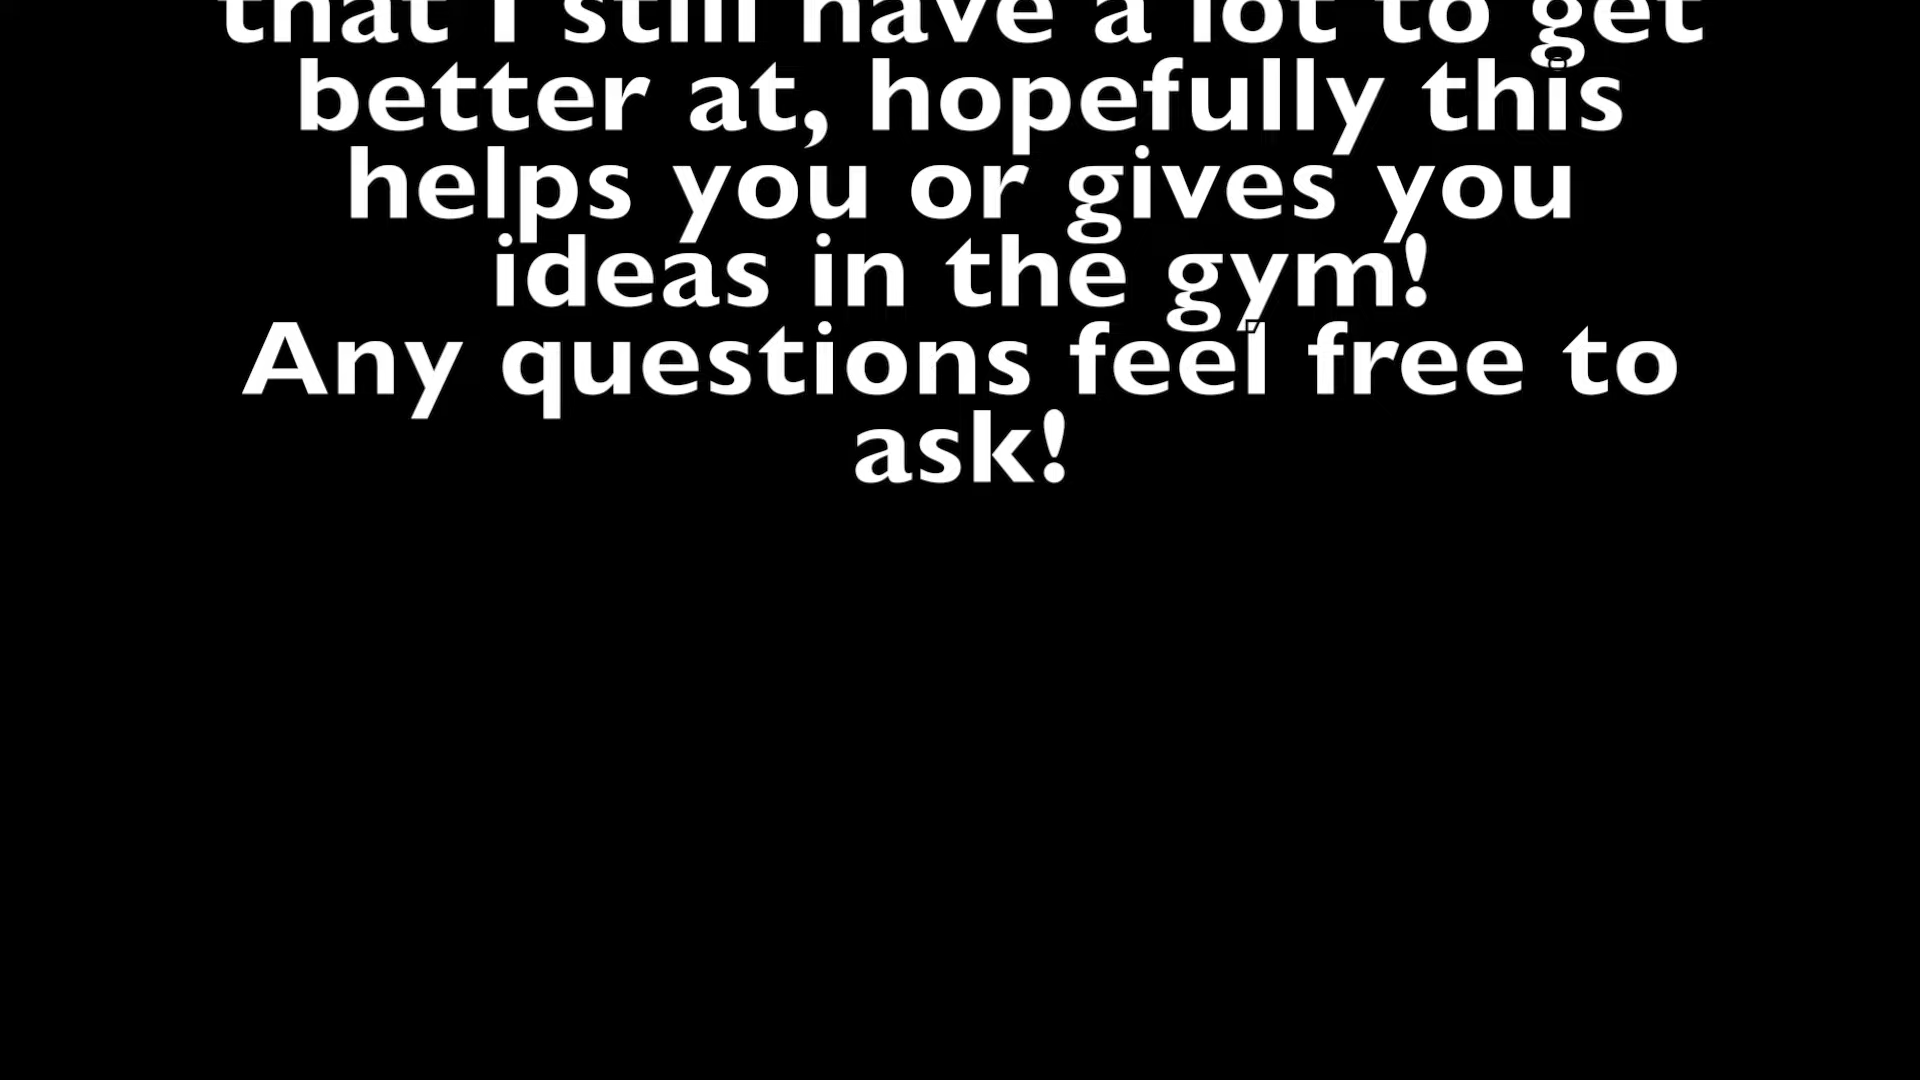 that I still have a lot to get
better at, hopefully this
helps you or gives you
ideas in the gym!
Any questions feel free to
ask!